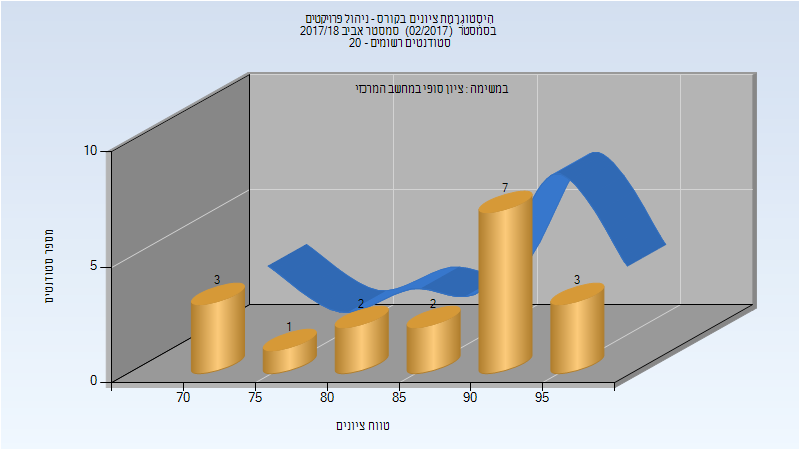 היסטוגרמת ציונים בקורס - ניהול פרויקטים
בסמסטר (02/2017) סמסטר אביב 2017/18
סטודנטים רשומים - 20
במשימה : ציון סופי במחשב המרכזי
10
5
0
מספר סטודנטים
3
1
2
2
7
3
70
75
80
85
90
95
טווח ציונים